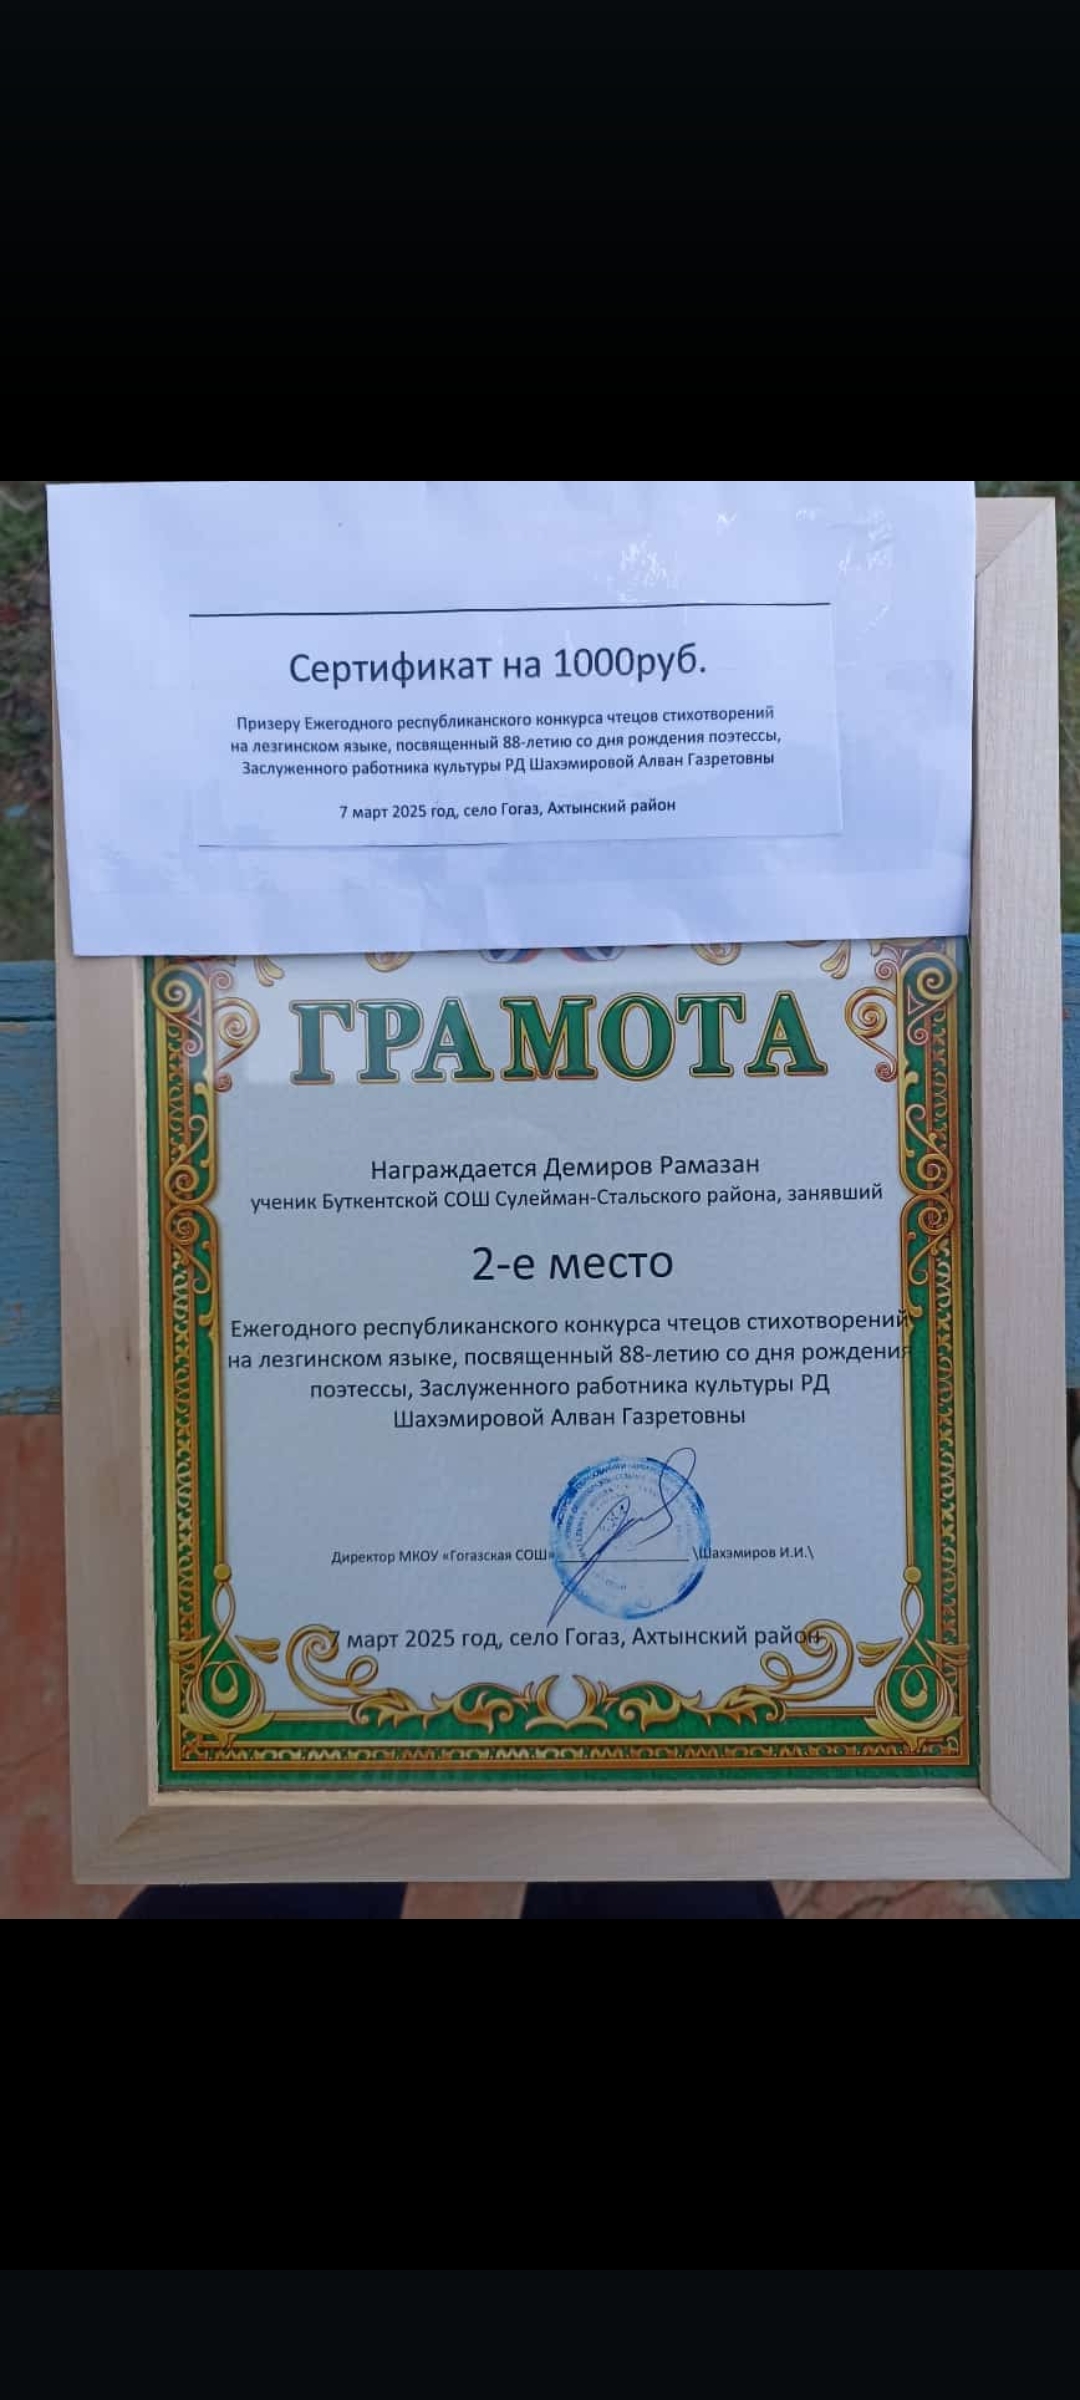 Сертификат на 1000руб.
Призеру Ежегодного республиканского конкурса чтецов стихотворений
на лезгинском языке, посвященный 88-летию со дня рождения поэтессы,
Заслуженного работника культуры РД Шахэмировой Алван Газретовны
7 март 2025 год, село Гогаз, Ахтынский район
ГРАМОТА
Награждается Демиров Рамазан
ученик Буткентской СОШ Сулейман-Стальского района, занявший
2-е место
Ежегодного республиканского конкурса чтецов стихотворений
на лезгинском языке, посвященный 88-летию со дня рождения
поэтессы, Заслуженного работника культуры РД
Шахэмировой Алван Газретовны
Директор МКОУ «Гогазская СОШ»____________________\Шахэмиров И.И.\
7 март 2025 год, село Гогаз, Ахтынский район